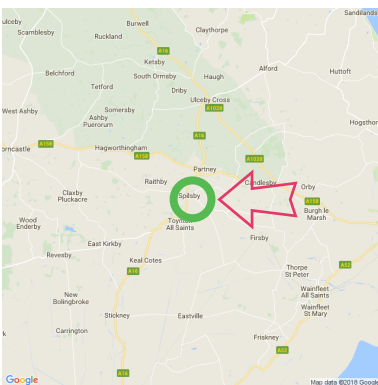 Sandilands
ulceby
Burwell
Claythorpe
Scamblesby
Ruckland
A16
Ketsby
Belchford
South Ormsby
Haugh
Alford
Huttoft
Tetford
Driby
Ulceby Cross
West Ashby
Somersby
A1028
Ashby
Puerorum
Hogsthor
A16
orncastle
A158
Hagworthingham
A158
A1028
Partney
Raithby
Candlesby
Orby
Claxby
Pluckacre
Spilsby
A158
Burgh le
Marsh
Wood
Enderby
Toynton
All Saints
East Kirkby
Firsby
Revesby
Keal Cotes
A16
A52
Thorpe
St Peter
New
Bolingbroke
Wainfleet
All Saints
Stickney
Eastville
Wainfleet
St Mary
k
Carrington
Friskney
A52
A16
Google
Map data ©2018 Google